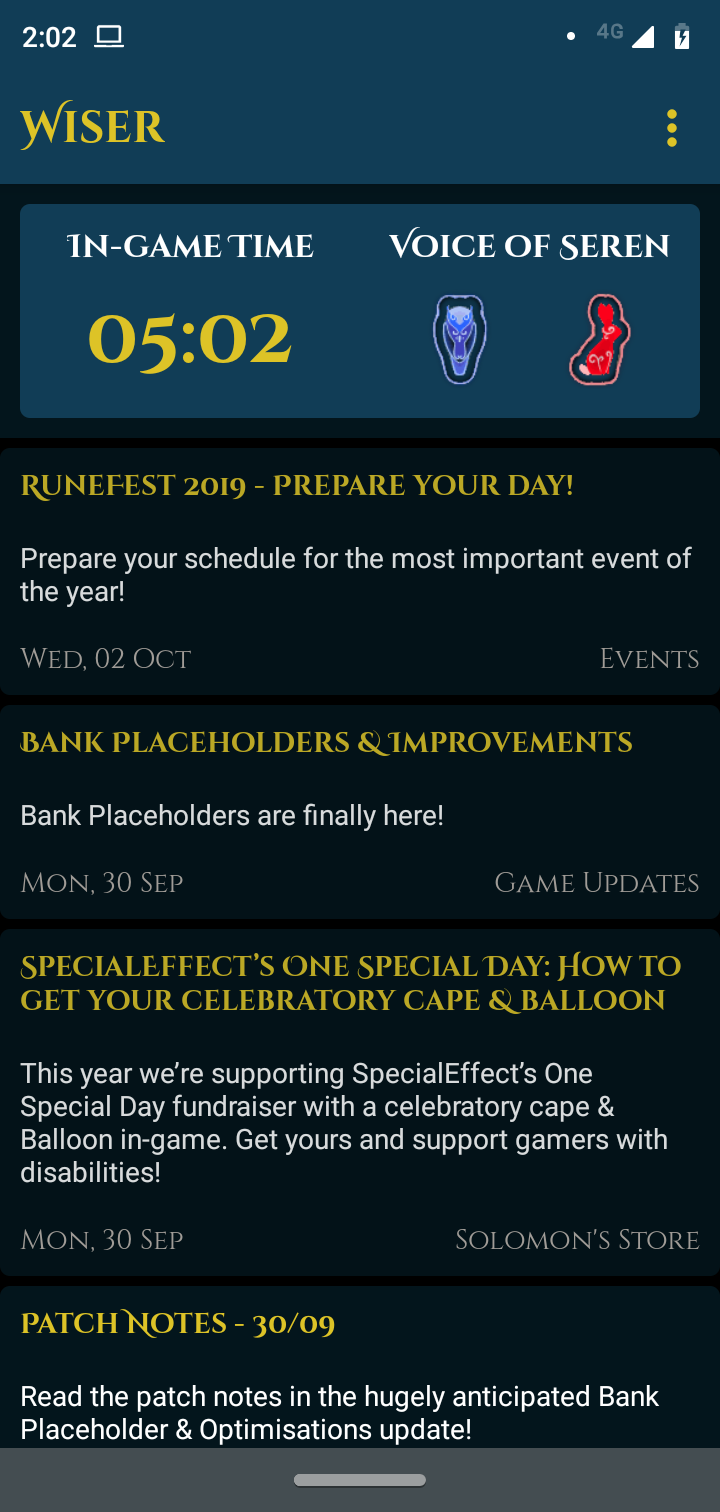 2:02
4G
Wiser
In-game Time
Voice of Seren
05:02
RuneFest 2019 - Prepare your day!
Prepare your schedule for the most important event of
the year!
Wed, 02 Oct
Events
Bank Placeholders & Improvements
Bank Placeholders are finally here!
Mon, 30 Sep
Game Updates
SpecialEffect’s One Special Day: How to
get your celebratory cape & balloon
This year we’re supporting SpecialEffect’s One
Special Day fundraiser with a celebratory cape &
Balloon in-game. Get yours and support gamers with
disabilities!
Mon, 30 Sep
Solomon's Store
Patch Notes - 30/09
Read the patch notes in the hugely anticipated Bank
Placeholder & Optimisations update!